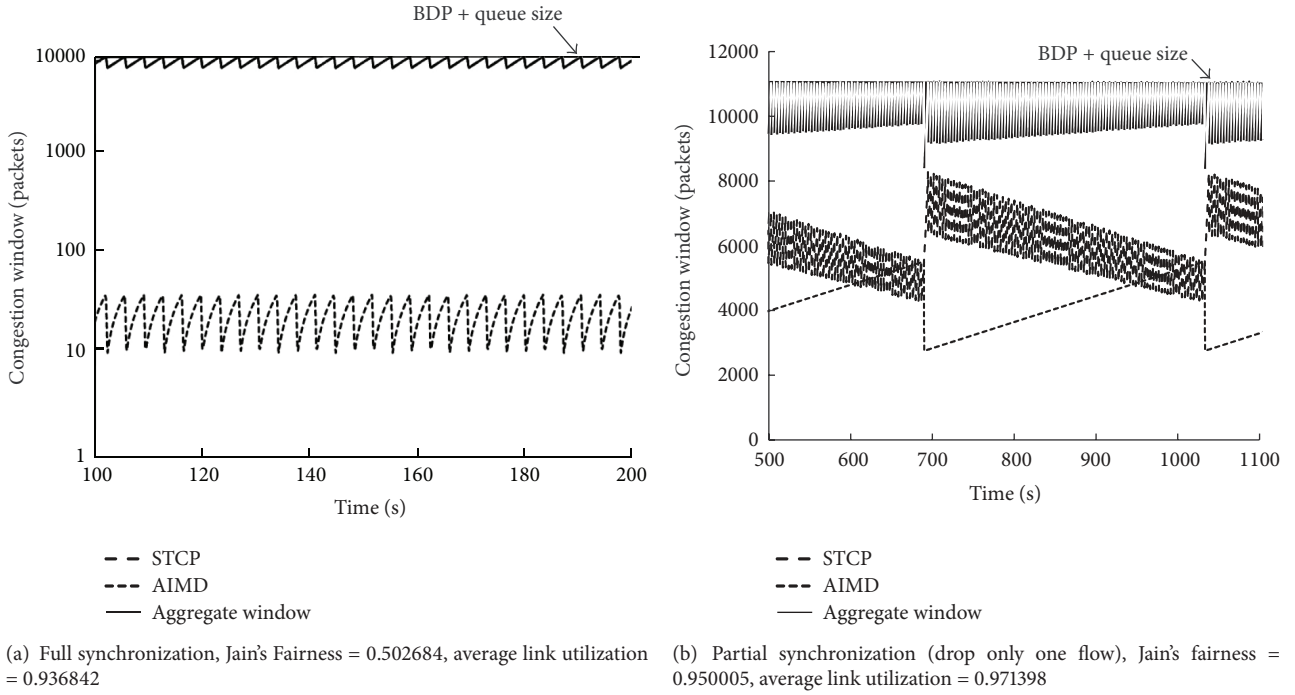 BDP + queue size
10000
1000
100
10
1
Congestion window (packets)
100 120 140 160 180 200
Time (s)
STCP
AIMD
Aggregate window
(a) Full synchronization, Jain's Fairness = 0.502684, average link utilization
= 0.936842
BDP + queue size
12000
10000
8000
6000
4000
2000
0
Congestion window (packets)
500 600 700 800 900 1000 1100
Time (s)
STCP
AIMD
Aggregate window
(b) Partial synchronization (drop only one flow), Jain's fairness =
0.950005, average link utilization = 0.971398